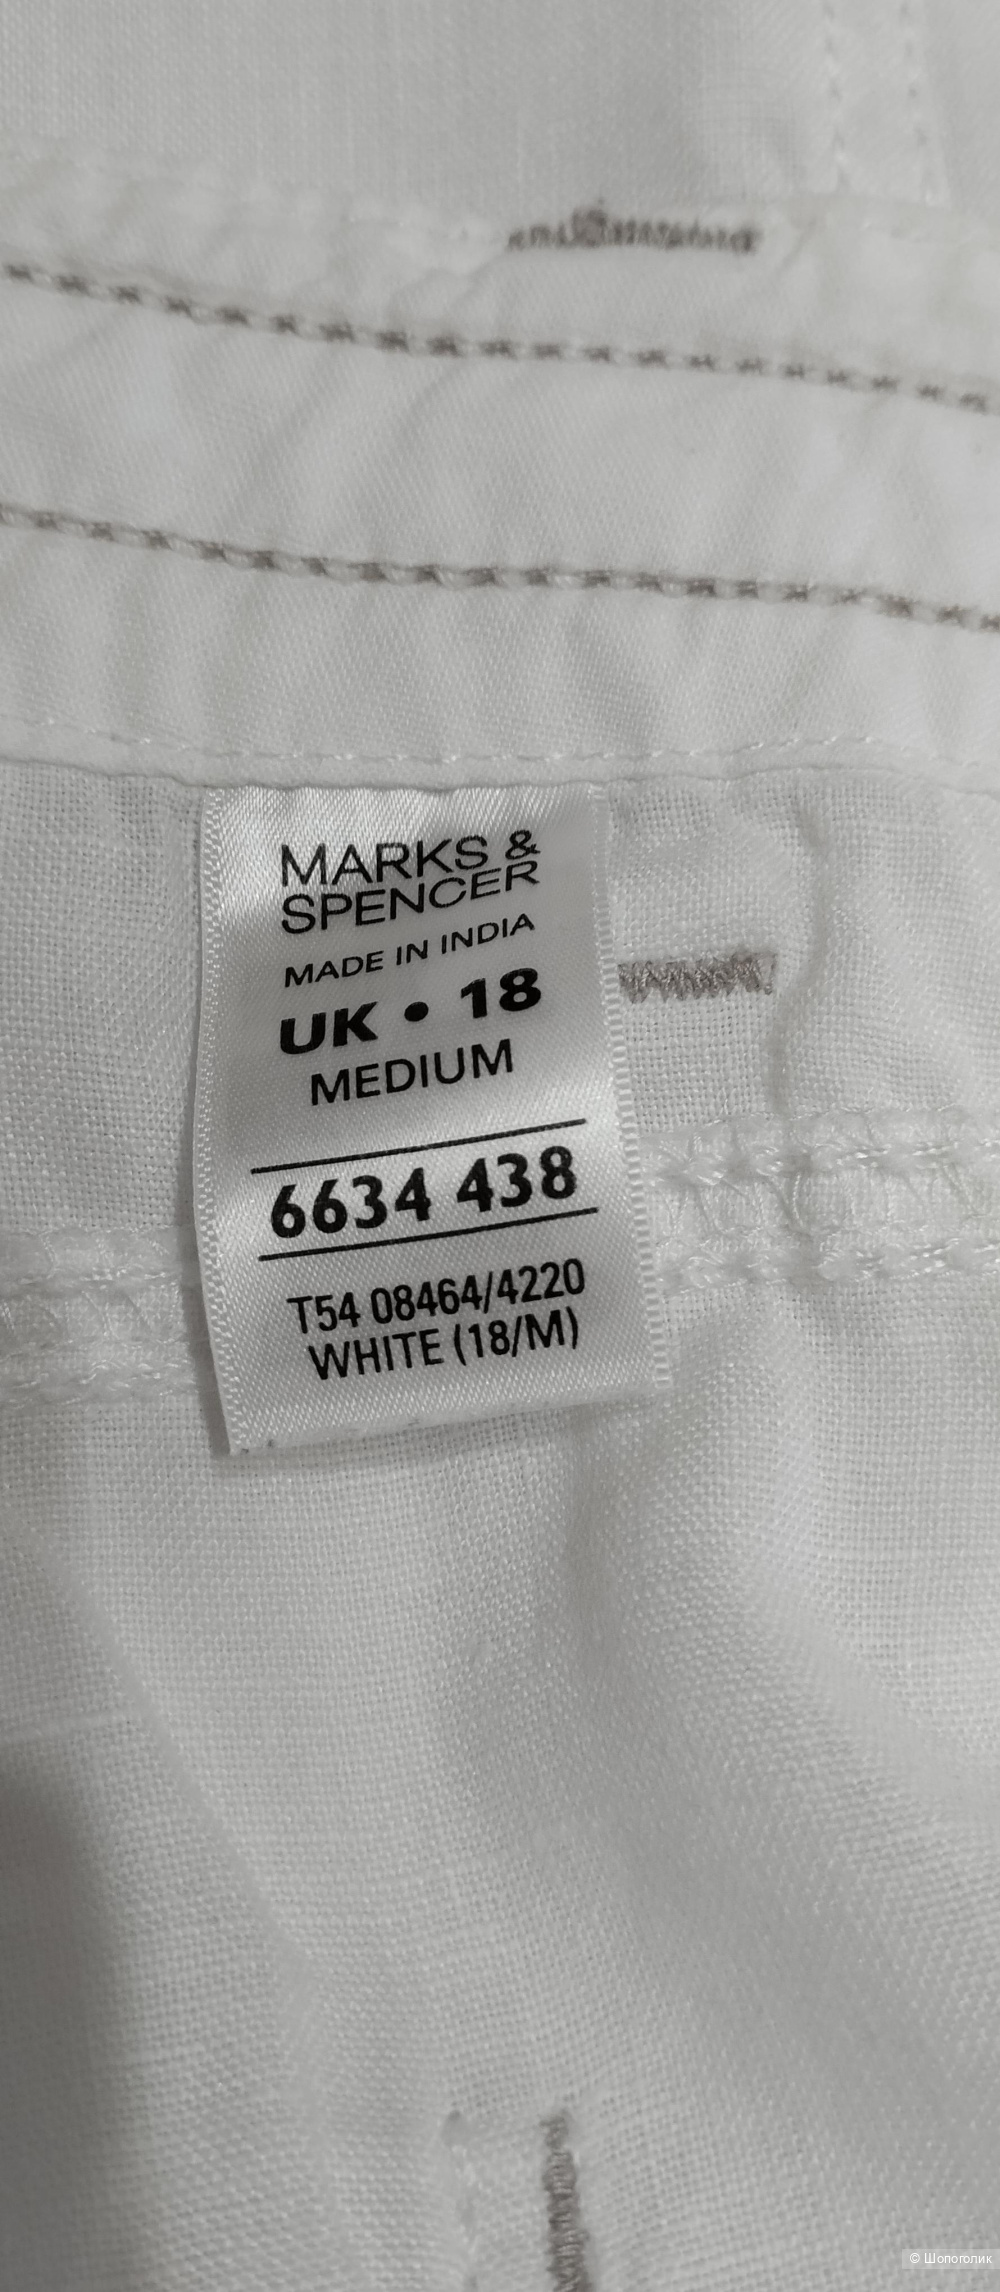 MARKS &
SPENCER
MADE IN INDIA
UK • 18
MEDIUM
6634 438
T54 08464/4220
WHITE (18/M)
© Шопоголик